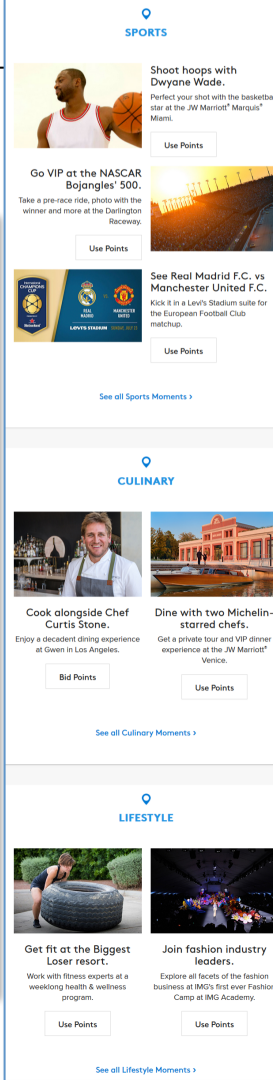 SPORTS
Shoot hoops with
Dwyane Wade.
Perfect your shot with the basketba
star at the JW Marriott® Marquis®
Miami.
Use Points
Go VIP at the NASCAR
Bojangles' 500.
Take a pre-race ride, photo with the
winner and more at the Darlington
Raceway.
Use Points
CHAMPIONS
CUP
Heineken
REAL
MADRID
VS.
MANCHESTER
UNITED
LEVI'S STADIUM
SUNDAY, JULY 23
See Real Madrid F.C. vs
Manchester United F.C.
Kick it in a Levi's Stadium suite for
the European Football Club
matchup.
Use Points
See all Sports Moments ›
CULINARY
Cook alongside Chef
Curtis Stone.
Enjoy a decadent dining experience
at Gwen in Los Angeles.
Bid Points
Dine with two Michelin-
starred chefs.
Get a private tour and VIP dinner
experience at the JW Marriott®
Venice.
Use Points
See all Culinary Moments ›
LIFESTYLE
Get fit at the Biggest
Loser resort.
Work with fitness experts at a
weeklong health & wellness
program.
Use Points
Join fashion industry
leaders.
Explore all facets of the fashion
business at IMG's first ever Fashion
Camp at IMG Academy.
Use Points
See all Lifestyle Moments ›